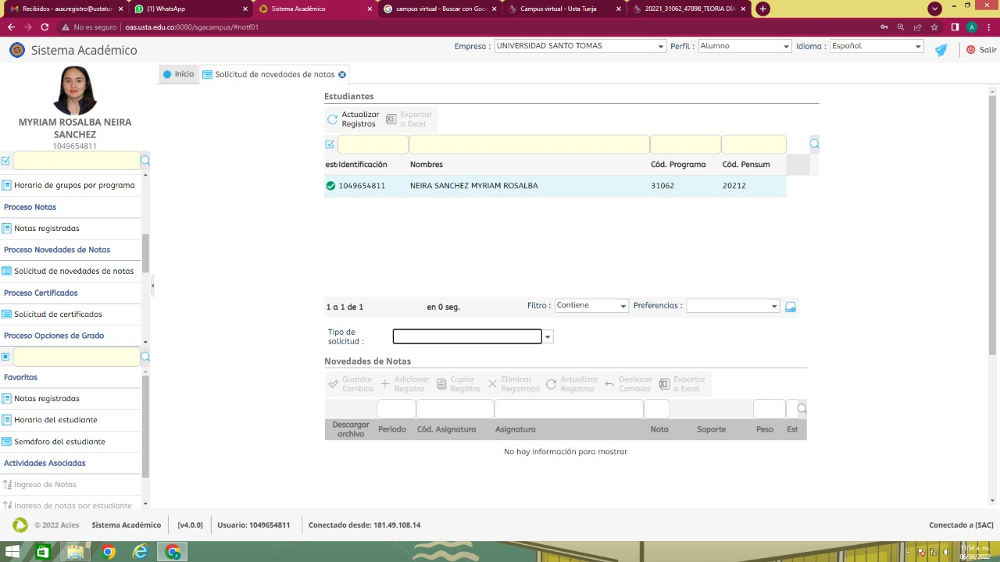 Recibidos - aux.registro@ustatur
(1) WhatsApp
Sistema Académico
campus virtual - Buscar con Goo
Campus virtual - Usta Tunja
20221_31062_47898_TEORIA DÍA
No es seguro | oas.usta.edu.co:8080/sgacampus/#notf01
Sistema Académico
Empresa : UNIVERSIDAD SANTO TOMAS Perfil : Alumno Idioma : Español Salir
MYRIAM ROSALBA NEIRA
SANCHEZ
1049654811
Horario de grupos por programa
Proceso Notas
Notas registradas
Proceso Novedades de Notas
Solicitud de novedades de notas
Proceso Certificados
Solicitud de certificados
Proceso Opciones de Grado
Favoritos
Notas registradas
Horario del estudiante
Semáforo del estudiante
Actividades Asociadas
Ingreso de Notas
Ingreso de notas por estudiante
Inicio Solicitud de novedades de notas
Estudiantes
Actualizar Registros
Exportar a Excel
est Identificación Nombres Cód. Programa Cód. Pensum
1049654811 NEIRA SANCHEZ MYRIAM ROSALBA 31062 20212
1 a 1 de 1 en 0 seg. Filtro : Contiene Preferencias :
Tipo de
solicitud :
Novedades de Notas
Guardar Cambios
Adicionar Registro
Copiar Registro
Eliminar Registro(s)
Actualizar Registros
Deshacer Cambios
Exportar a Excel
Descargar archivo Periodo Cód. Asignatura Asignatura Nota Soporte Peso Est
No hay información para mostrar
© 2022 Acies Sistema Académico [v4.0.0] Usuario: 1049654811 Conectado desde: 181.49.108.14 Conectado a [SAC]
11:54 a. m.
06/06/2022